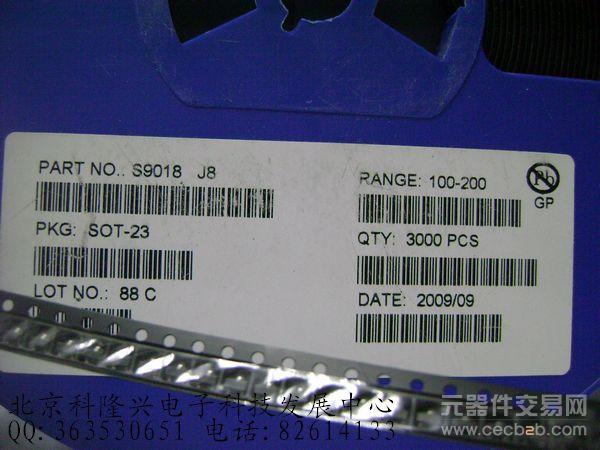 PART NO.: S9018 J8
RANGE: 100-200
Pb
GP
PKG: SOT-23
QTY: 3000 PCS
LOT NO.: 88 C
DATE: 2009/09
北京科隆兴电子科技发展中心
QQ:363530651 电话:82614133
元器件交易网
www.cecb2b.com